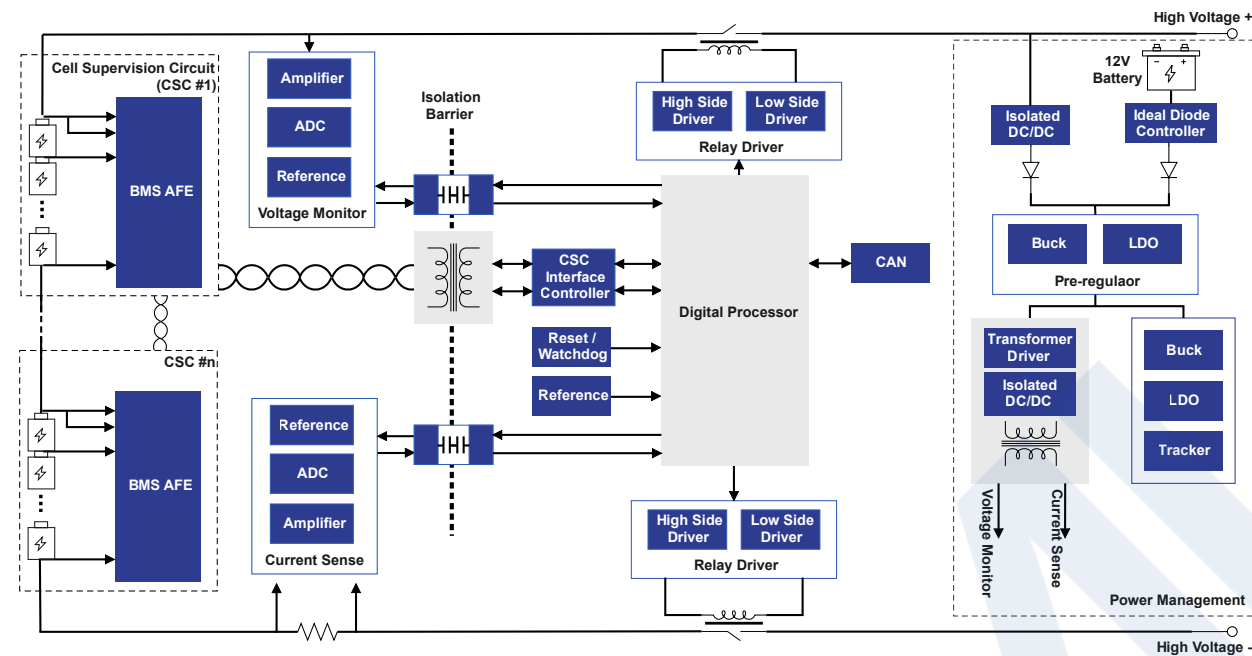 High Voltage +
Cell Supervision Circuit
(CSC #1)
BMS AFE
Amplifier
ADC
Reference
Voltage Monitor
Isolation
Barrier
High Side
Driver
Low Side
Driver
Relay Driver
12V
Battery
Isolated
DC/DC
Ideal Diode
Controller
Buck
LDO
Pre-regulaor
CSC
Interface
Controller
Digital Processor
CAN
Reset /
Watchdog
Reference
CSC #n
BMS AFE
Reference
ADC
Amplifier
Current Sense
High Side
Driver
Low Side
Driver
Relay Driver
Transformer
Driver
Isolated
DC/DC
Voltage Monitor
Current Sense
Buck
LDO
Tracker
Power Management
High Voltage -